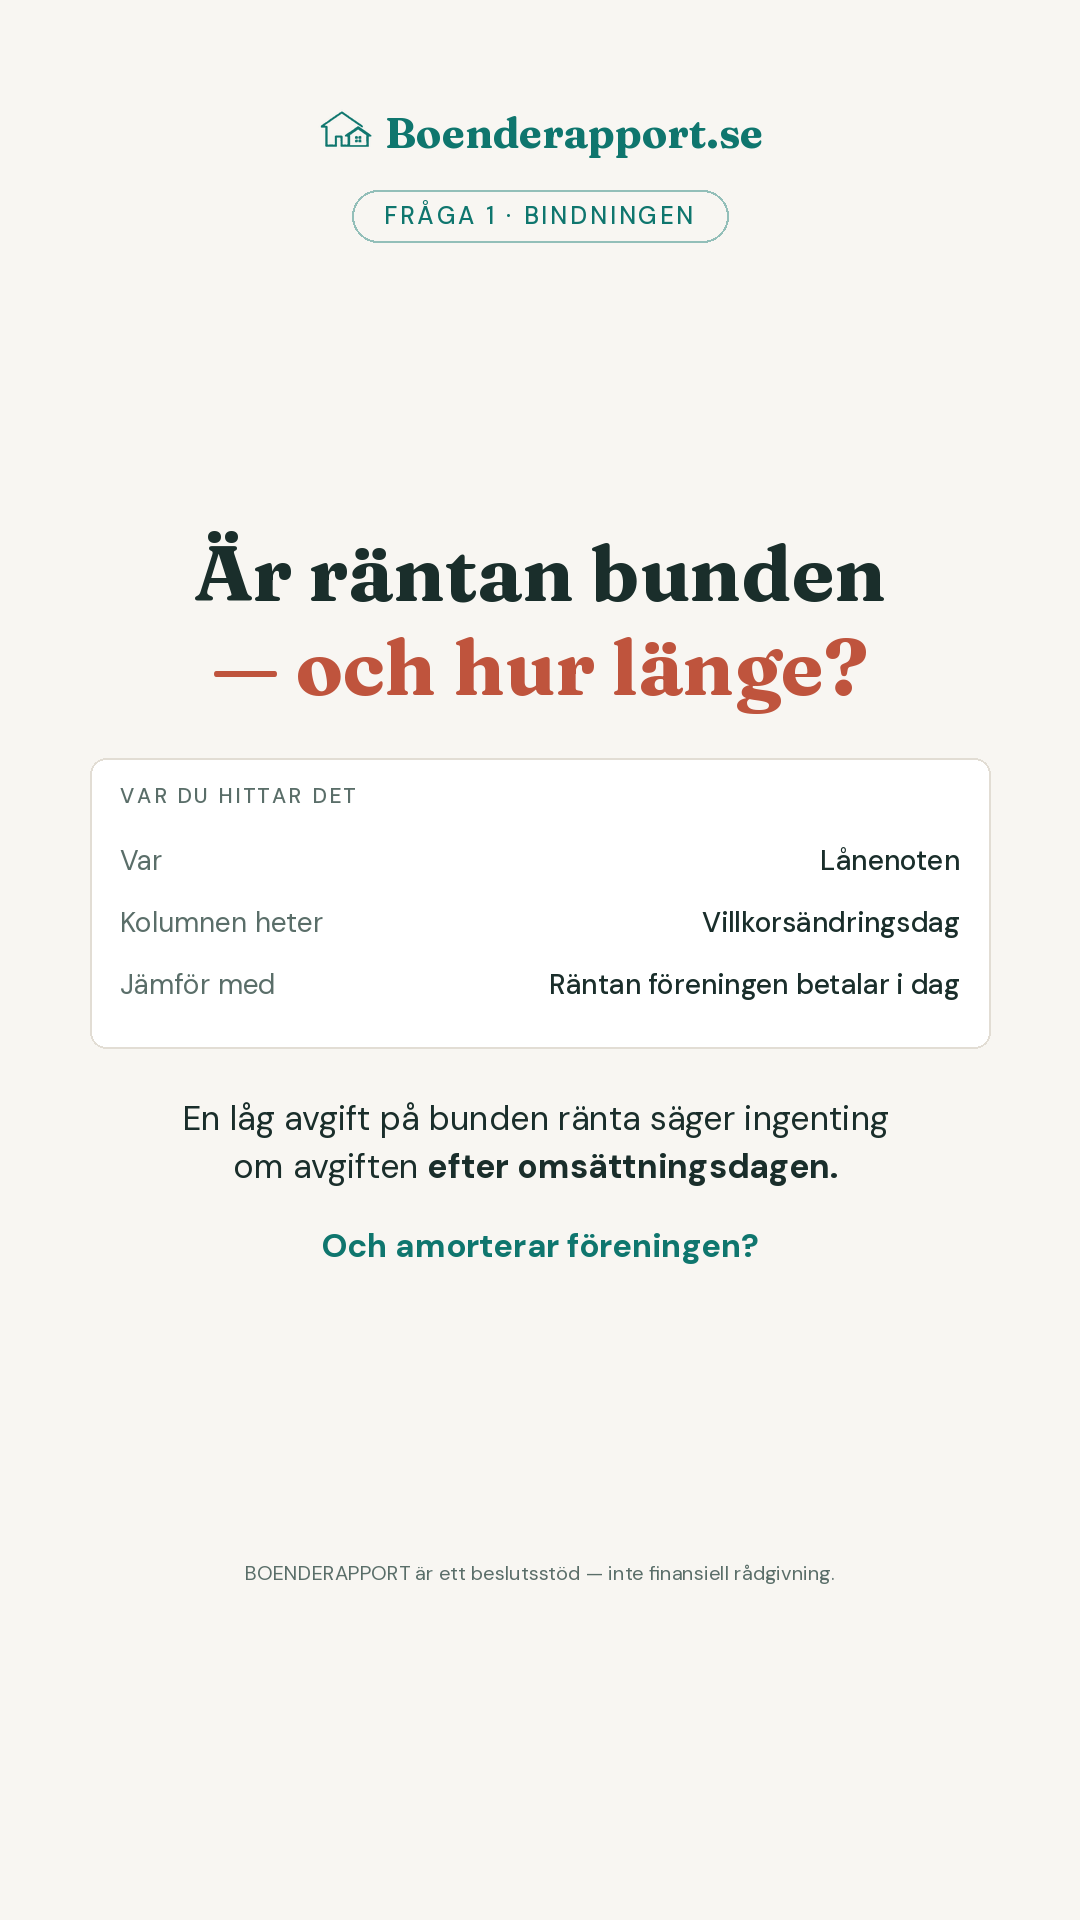 Boenderapport.se
FRÅGA 1 · BINDNINGEN
Är räntan bunden
— och hur länge?
VAR DU HITTAR DET
Var Lånenoten
Kolumnen heter Villkorsändringsdag
Jämför med Räntan föreningen betalar i dag
En låg avgift på bunden ränta säger ingenting
om avgiften efter omsättningsdagen.
Och amorterar föreningen?
BOENDERAPPORT är ett beslutsstöd — inte finansiell rådgivning.